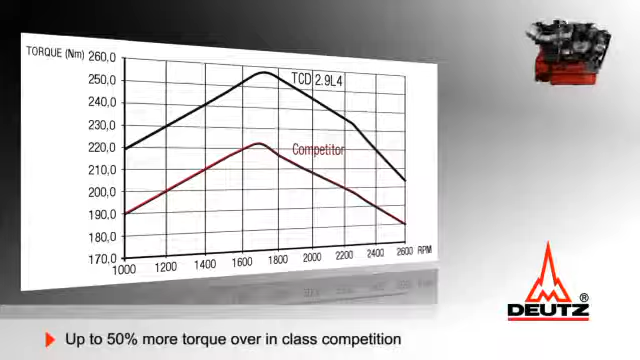 TORQUE (Nm)
260,0
250,0
240,0
230,0
220,0
210,0
200,0
190,0
180,0
170,0
TCD 2.9L4
Competitor
1000 1200 1400 1600 1800 2000 2200 2400 2600 RPM
DEUTZ ®
Up to 50% more torque over in class competition